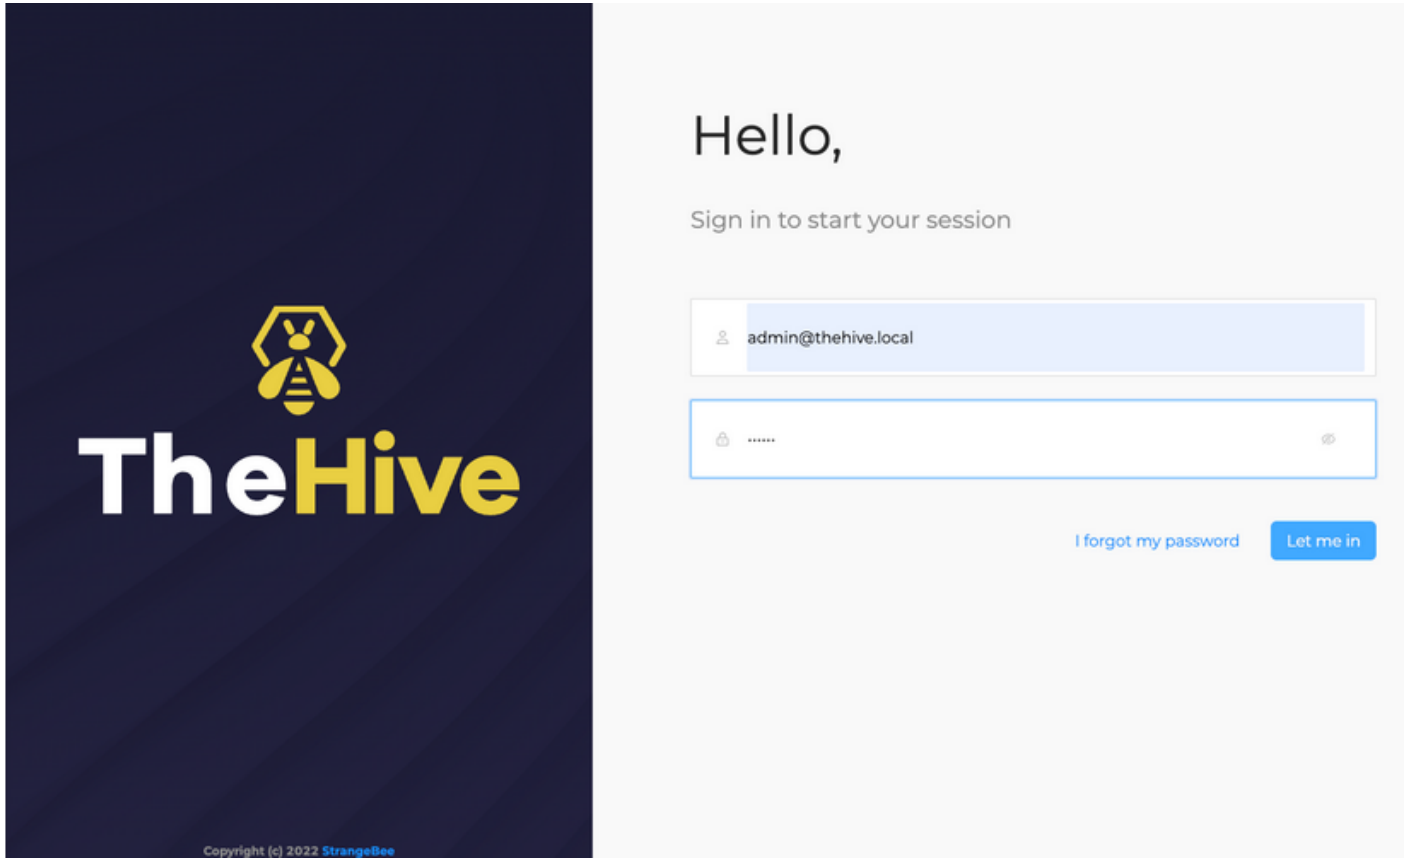 TheHive
Copyright (c) 2022 StrangeBee
Hello,
Sign in to start your session
admin@thehive.local
••••••
I forgot my password
Let me in